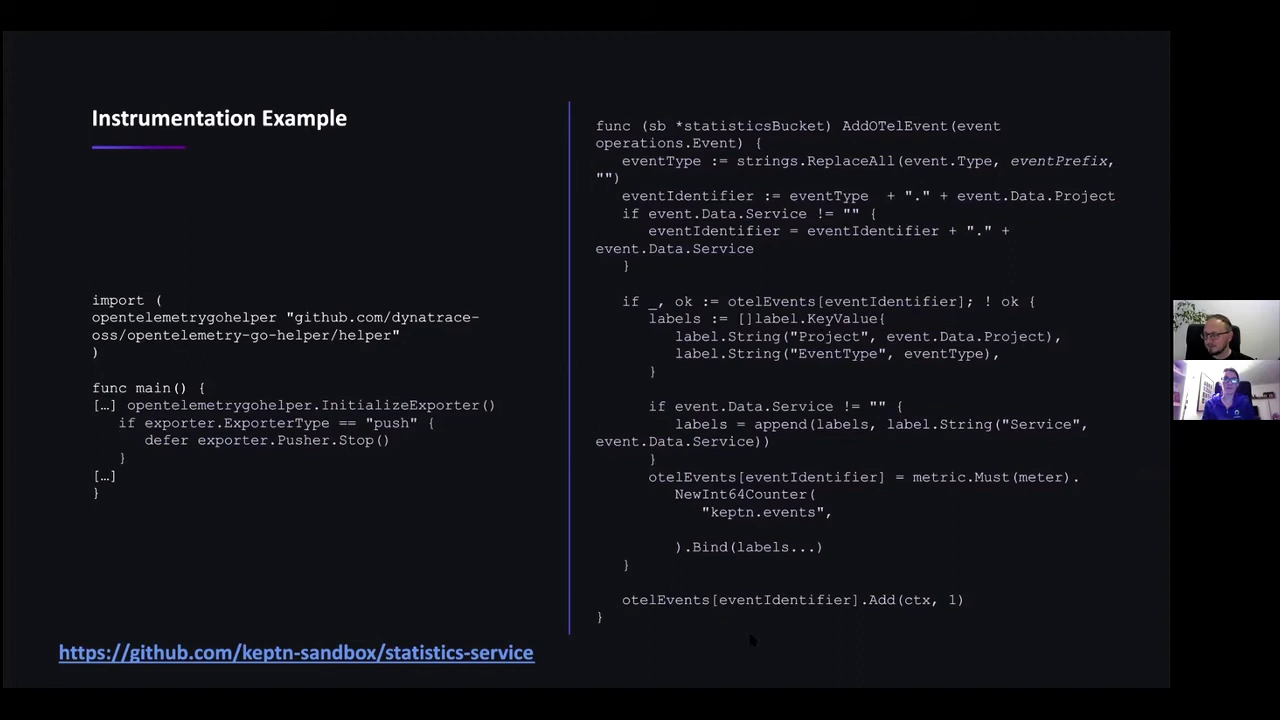 Instrumentation Example
import (
opentelemetrygohelper "github.com/dynatrace-
oss/opentelemetry-go-helper/helper"
)
func main() {
[…] opentelemetrygohelper.InitializeExporter()
if exporter.ExporterType == "push" {
defer exporter.Pusher.Stop()
}
[…]
}
https://github.com/keptn-sandbox/statistics-service
func (sb *statisticsBucket) AddOTelEvent(event
operations.Event) {
eventType := strings.ReplaceAll(event.Type, eventPrefix,
"")
eventIdentifier := eventType  + "." + event.Data.Project
if event.Data.Service != "" {
eventIdentifier = eventIdentifier + "." +
event.Data.Service
}
if _, ok := otelEvents[eventIdentifier]; ! ok {
labels := []label.KeyValue{
label.String("Project", event.Data.Project),
label.String("EventType", eventType),
}
if event.Data.Service != "" {
labels = append(labels, label.String("Service",
event.Data.Service))
}
otelEvents[eventIdentifier] = metric.Must(meter).
NewInt64Counter(
"keptn.events",
).Bind(labels...)
}
otelEvents[eventIdentifier].Add(ctx, 1)
}